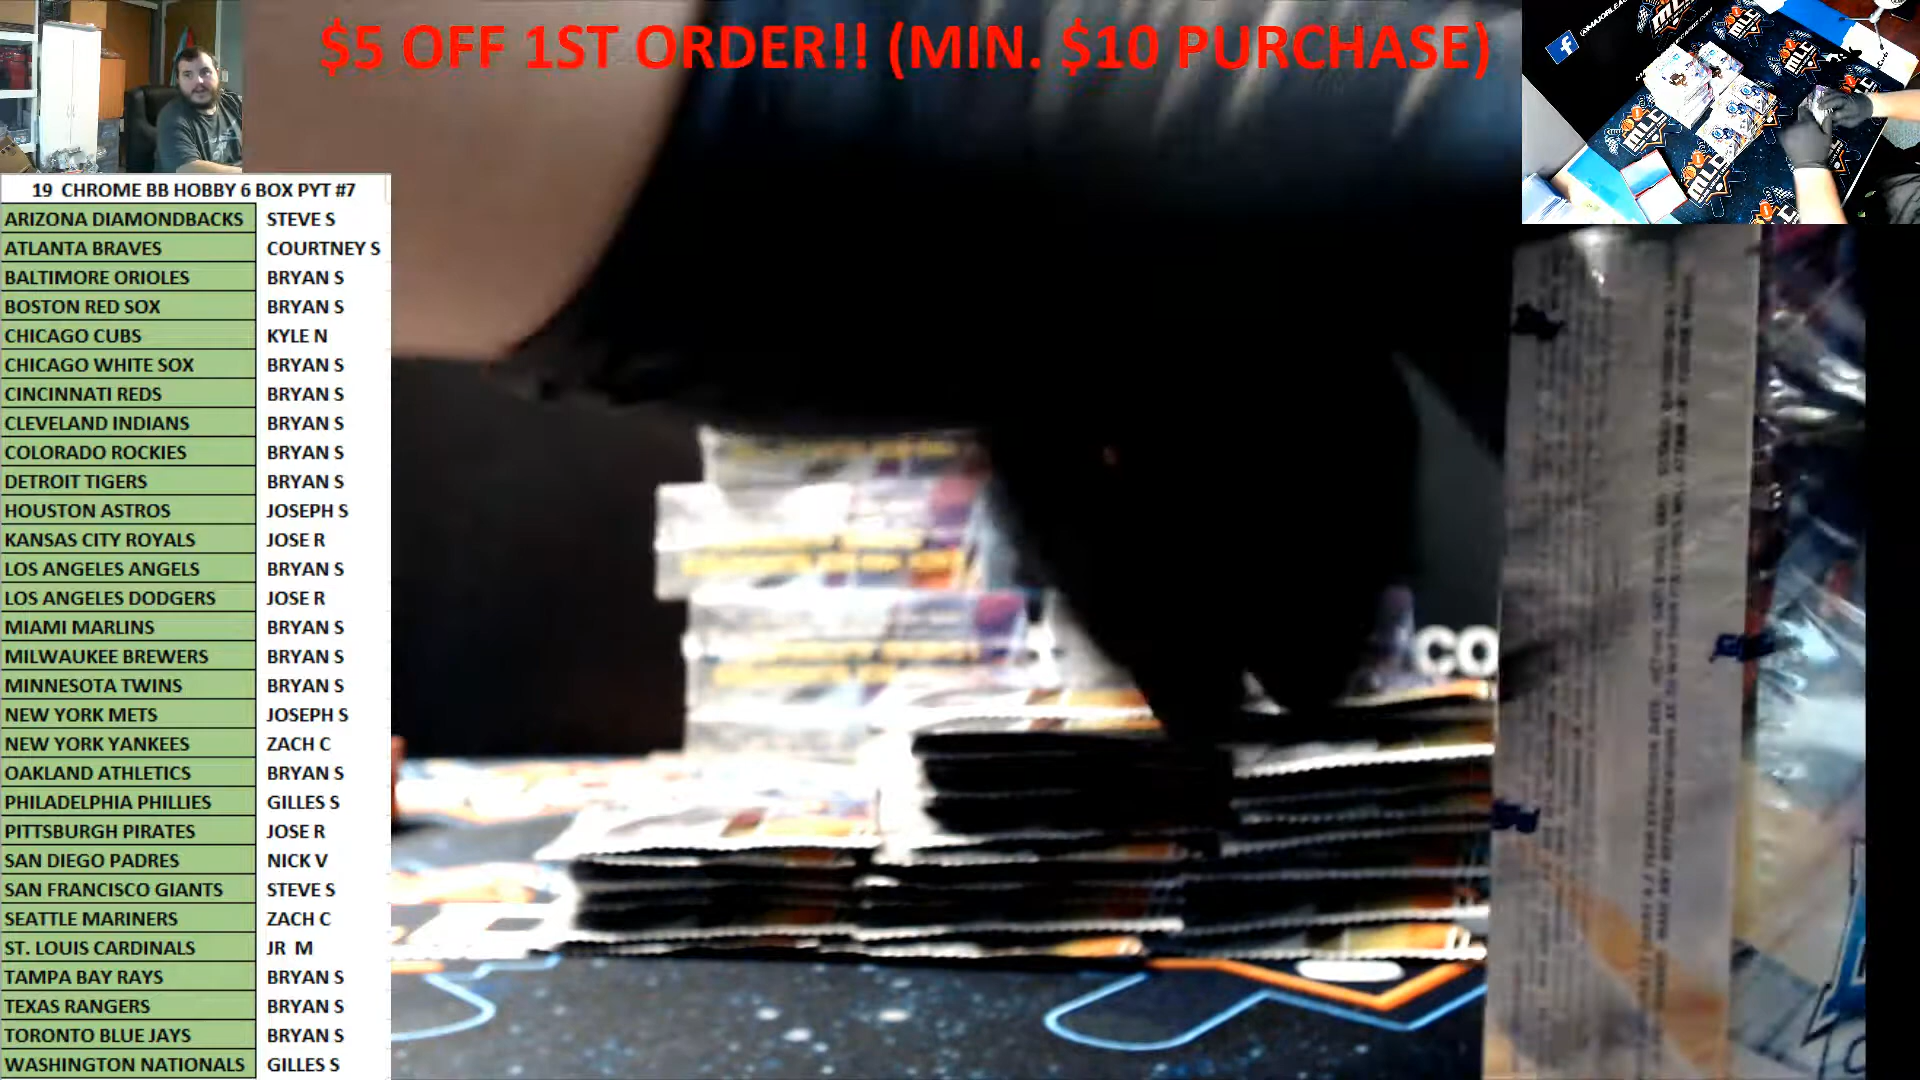 $5 OFF 1ST ORDER!! (MIN. $10 PURCHASE)
19 CHROME BB HOBBY 6 BOX PYT #7
ARIZONA DIAMONDBACKS STEVE S
ATLANTA BRAVES COURTNEY S
BALTIMORE ORIOLES BRYAN S
BOSTON RED SOX BRYAN S
CHICAGO CUBS KYLE N
CHICAGO WHITE SOX BRYAN S
CINCINNATI REDS BRYAN S
CLEVELAND INDIANS BRYAN S
COLORADO ROCKIES BRYAN S
DETROIT TIGERS BRYAN S
HOUSTON ASTROS JOSEPH S
KANSAS CITY ROYALS JOSE R
LOS ANGELES ANGELS BRYAN S
LOS ANGELES DODGERS JOSE R
MIAMI MARLINS BRYAN S
MILWAUKEE BREWERS BRYAN S
MINNESOTA TWINS BRYAN S
NEW YORK METS JOSEPH S
NEW YORK YANKEES ZACH C
OAKLAND ATHLETICS BRYAN S
PHILADELPHIA PHILLIES GILLES S
PITTSBURGH PIRATES JOSE R
SAN DIEGO PADRES NICK V
SAN FRANCISCO GIANTS STEVE S
SEATTLE MARINERS ZACH C
ST. LOUIS CARDINALS JR M
TAMPA BAY RAYS BRYAN S
TEXAS RANGERS BRYAN S
TORONTO BLUE JAYS BRYAN S
WASHINGTON NATIONALS GILLES S
MLC
MLC
MLC
MLC
CO